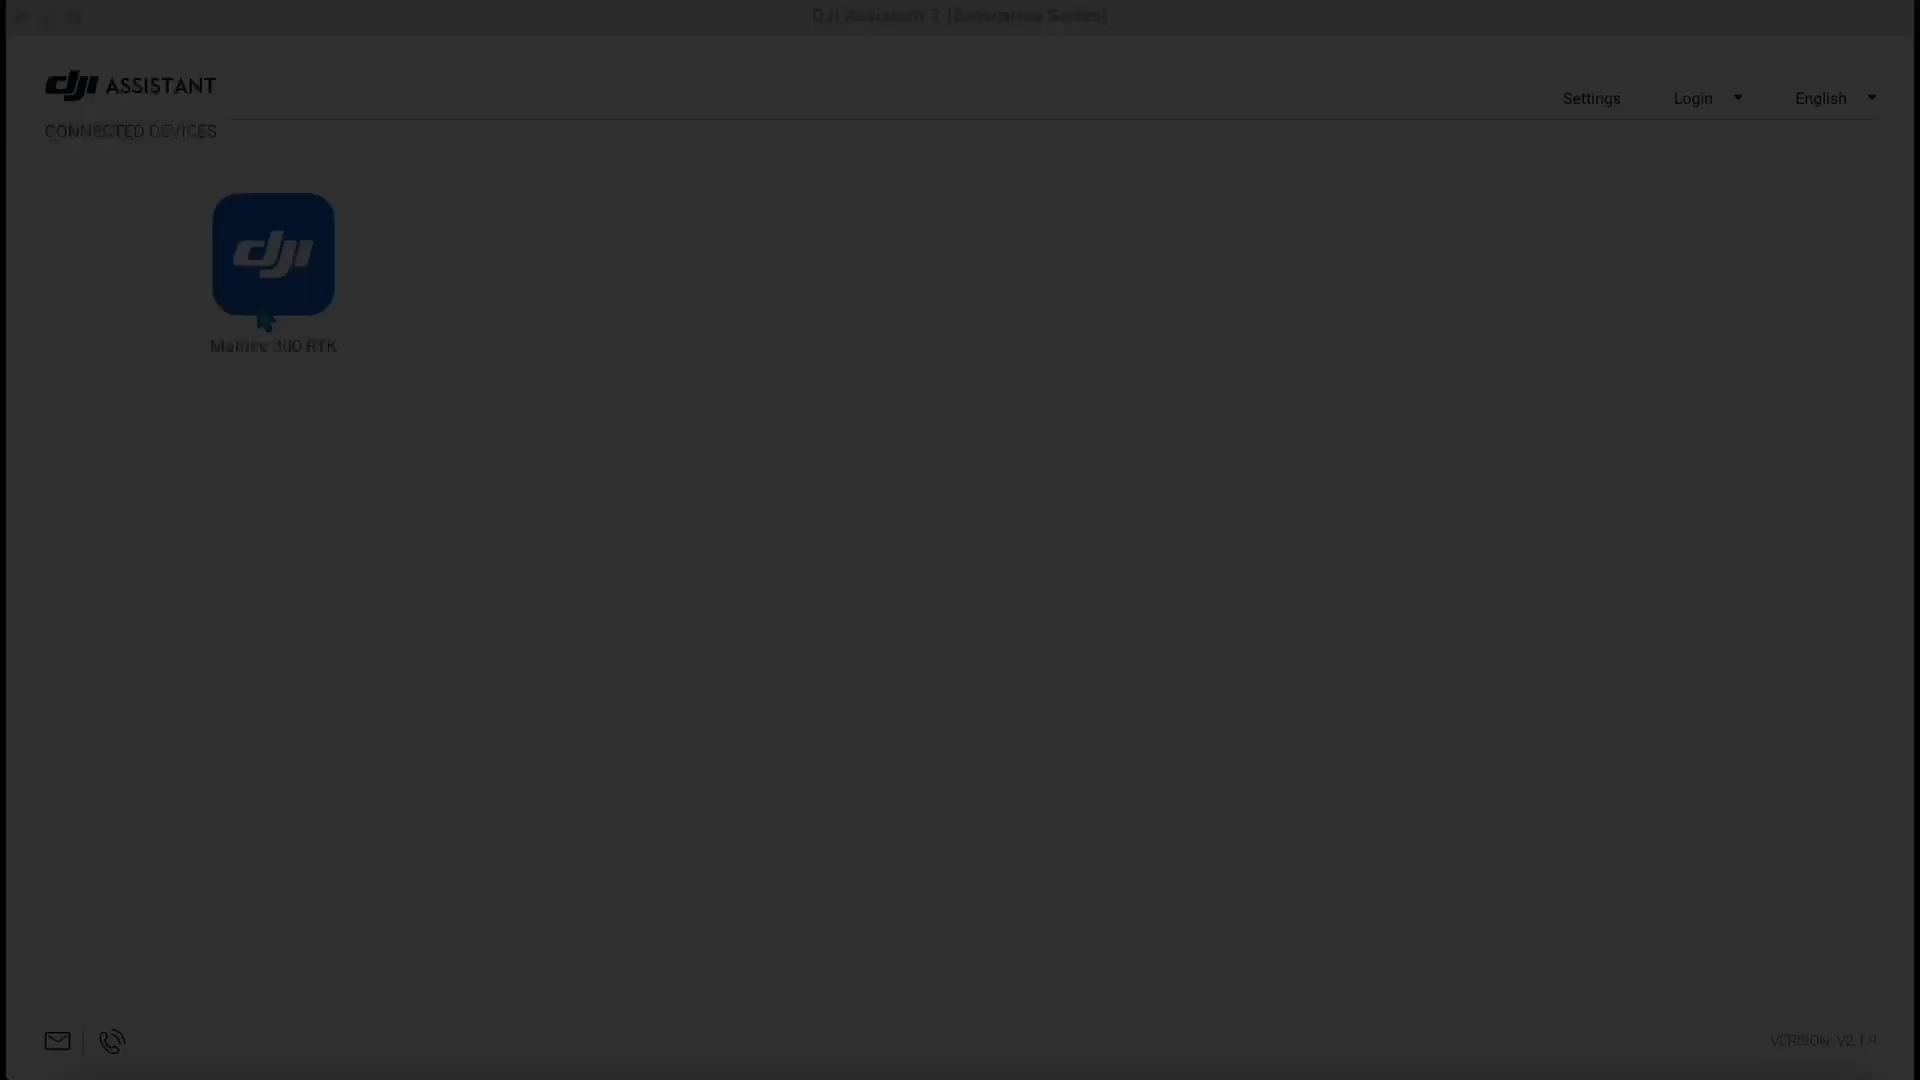 DJI Assistant 2 (Enterprise Series)
dji ASSISTANT
Settings
Login
English
CONNECTED DEVICES
dji
Matrice 300 RTK
VERSION: V2.1.9